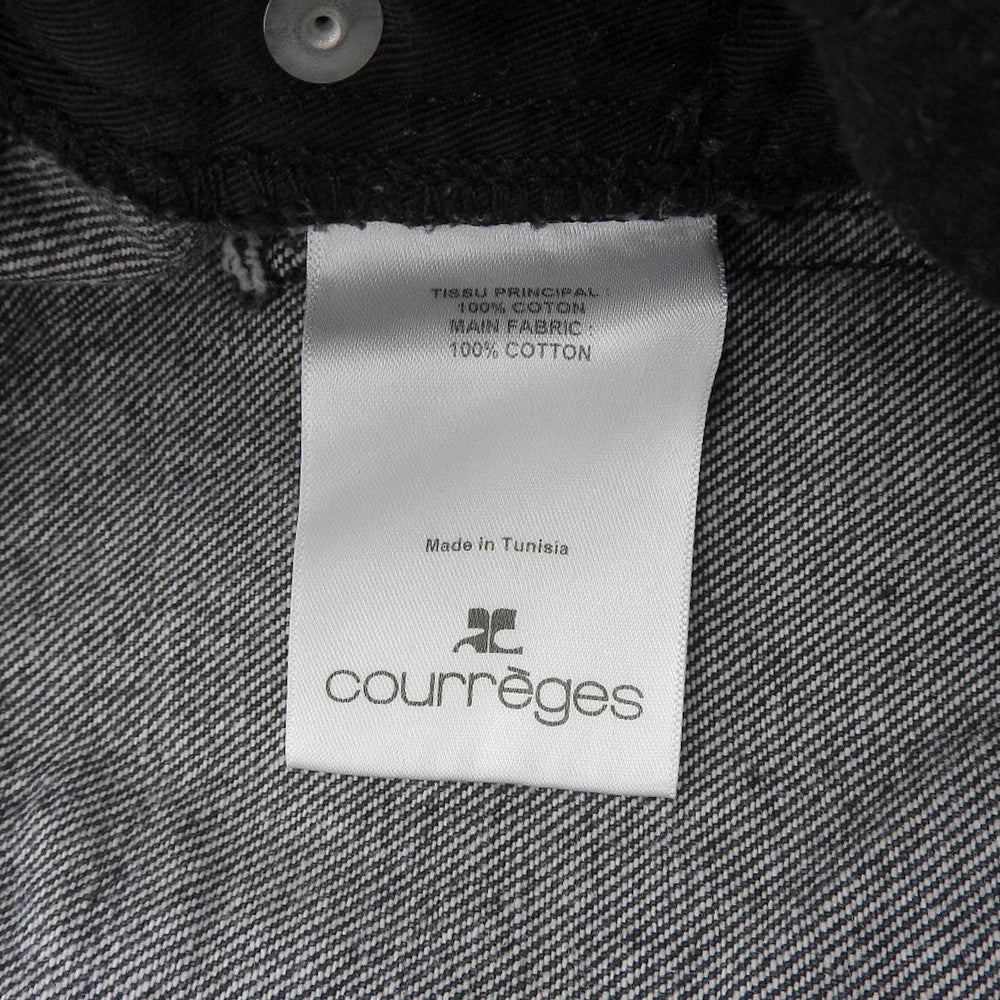 TISSU PRINCIPAL :
100% COTON
MAIN FABRIC :
100% COTTON
Made in Tunisia
courrèges